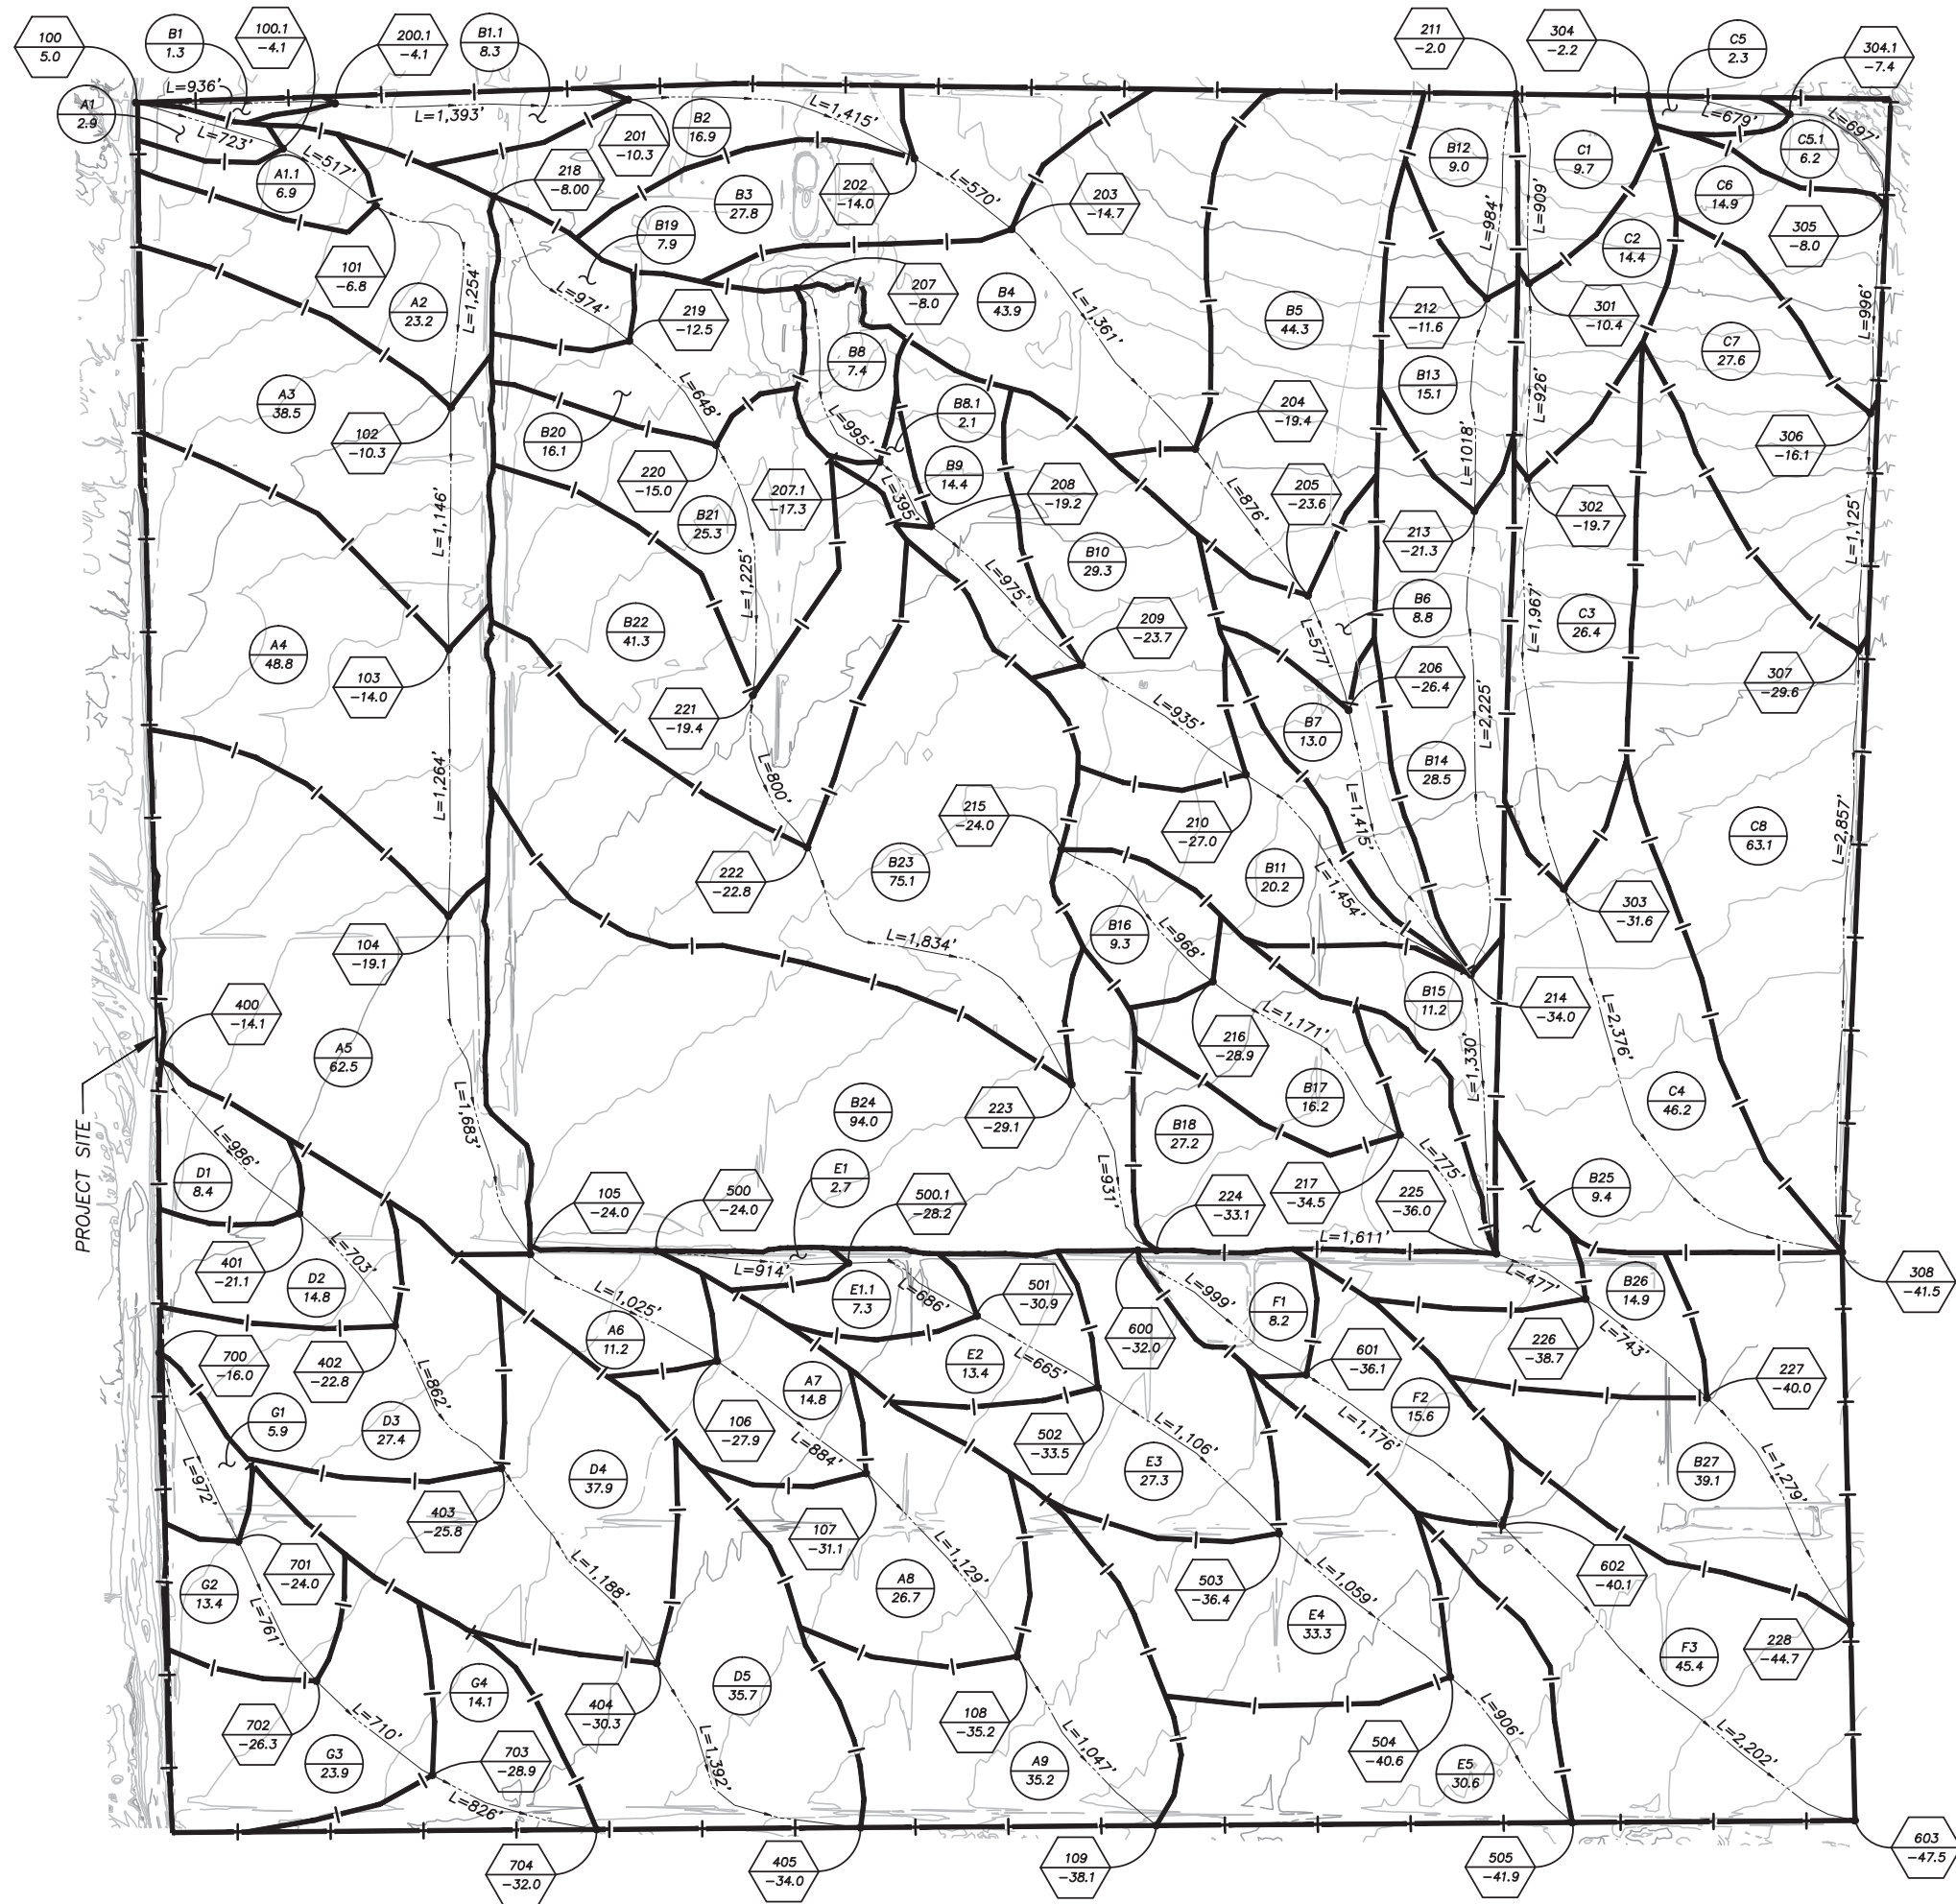 100
5.0
B1
1.3
100.1
-4.1
200.1
-4.1
B1.1
8.3
211
-2.0
304
-2.2
C5
2.3
304.1
-7.4
A1
2.9
L=936'
L=1,393'
L=723'
L=517'
201
-10.3
B2
16.9
L=1,415'
B12
9.0
C1
9.7
L=679'
L=697'
C5.1
6.2
A1.1
6.9
218
-8.00
B3
27.8
202
-14.0
L=570'
203
-14.7
L=984'
L=909'
C6
14.9
305
-8.0
B19
7.9
C2
14.4
101
-6.8
A2
23.2
L=1,254'
L=974'
219
-12.5
207
-8.0
B4
43.9
L=1,361'
B5
44.3
212
-11.6
301
-10.4
L=996'
C7
27.6
B8
7.4
A3
38.5
B13
15.1
L=926'
L=648'
B8.1
2.1
204
-19.4
102
-10.3
B20
16.1
L=995'
L=1018'
306
-16.1
220
-15.0
207.1
-17.3
B9
14.4
L=395'
208
-19.2
205
-23.6
L=876'
302
-19.7
L=1,146'
B21
25.3
213
-21.3
L=1,125'
B10
29.3
L=975'
L=1,225'
B22
41.3
209
-23.7
B6
8.8
L=1,967'
C3
26.4
A4
48.8
103
-14.0
L=577'
206
-26.4
307
-29.6
221
-19.4
L=935'
B7
13.0
L=2,225'
B14
28.5
L=1,264'
L=800'
215
-24.0
210
-27.0
L=1,415'
C8
63.1
L=2,857'
222
-22.8
B23
75.1
B11
20.2
L=1,454'
303
-31.6
104
-19.1
L=1,834'
B16
9.3
L=968'
B15
11.2
214
-34.0
400
-14.1
A5
62.5
216
-28.9
L=1,171'
L=2,376'
PROJECT SITE
L=1,683'
B24
94.0
223
-29.1
B17
16.2
L=1,330'
C4
46.2
B18
27.2
L=986'
D1
8.4
L=775'
E1
2.7
L=931'
B25
9.4
105
-24.0
500
-24.0
500.1
-28.2
224
-33.1
217
-34.5
225
-36.0
401
-21.1
L=703'
L=914'
L=1,611'
308
-41.5
D2
14.8
L=1,025'
E1.1
7.3
L=686'
501
-30.9
L=999'
F1
8.2
L=477'
B26
14.9
A6
11.2
600
-32.0
226
-38.7
L=743'
700
-16.0
402
-22.8
L=862'
A7
14.8
E2
13.4
L=665'
601
-36.1
227
-40.0
G1
5.9
D3
27.4
106
-27.9
L=884'
502
-33.5
L=1,106'
F2
15.6
L=1,176'
L=972'
D4
37.9
E3
27.3
B27
39.1
L=1,279'
403
-25.8
107
-31.1
701
-24.0
G2
13.4
L=1,188'
A8
26.7
L=1,129'
503
-36.4
L=1,059'
602
-40.1
L=761'
E4
33.3
F3
45.4
228
-44.7
G4
14.1
D5
35.7
404
-30.3
702
-26.3
L=710'
108
-35.2
L=906'
G3
23.9
703
-28.9
L=1,392'
A9
35.2
L=1,047'
504
-40.6
E5
30.6
L=2,202'
L=826'
704
-32.0
405
-34.0
109
-38.1
505
-41.9
603
-47.5